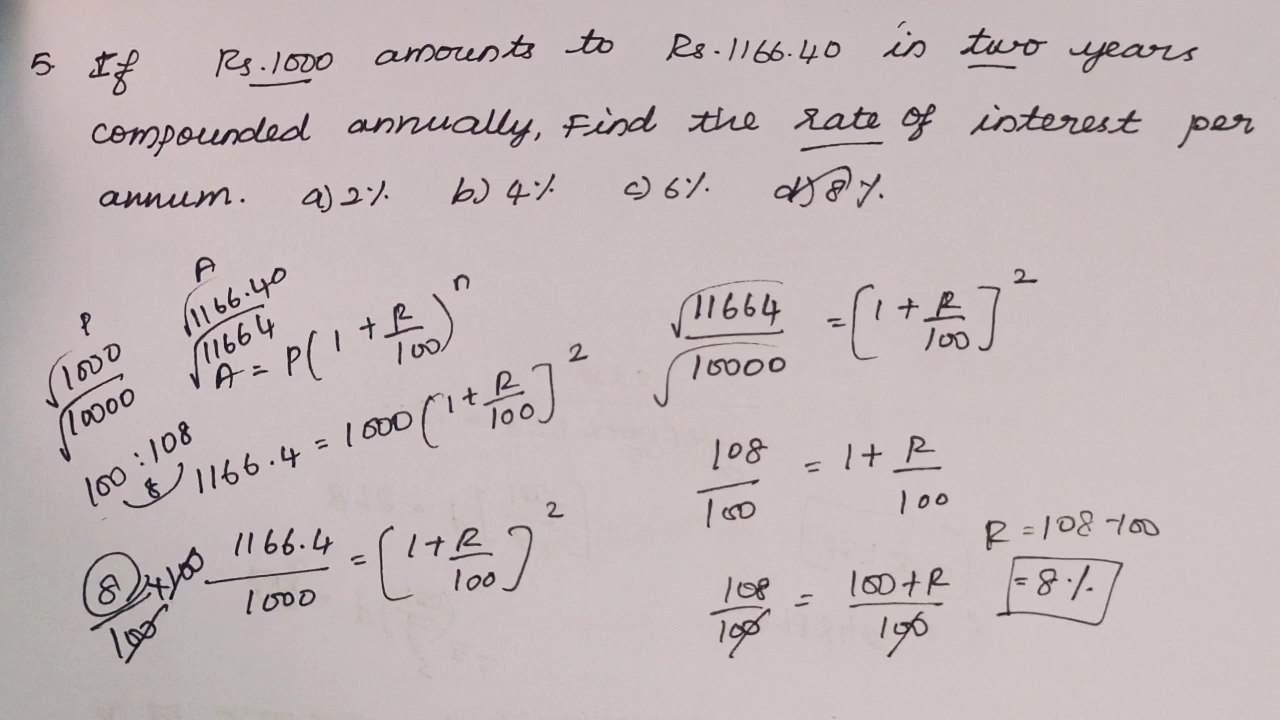 5 If Rs.1000 amounts to Rs.1166.40 in two years
compounded annually, Find the rate of interest per
annum. a) 2% b) 4% c) 6% d) 8%.
P
√1000
√10000
100 : 108
8
A
√1166.40
√11664
A = P(1 + R/100)^n
1166.4 = 1000(1 + R/100]^2
8/100 × 100
1166.4/1000 = [1 + R/100]^2
√11664/√10000 = [1 + R/100]^2
108/100 = 1 + R/100
108/100 = 100+R/100
R = 108-100
= 8%